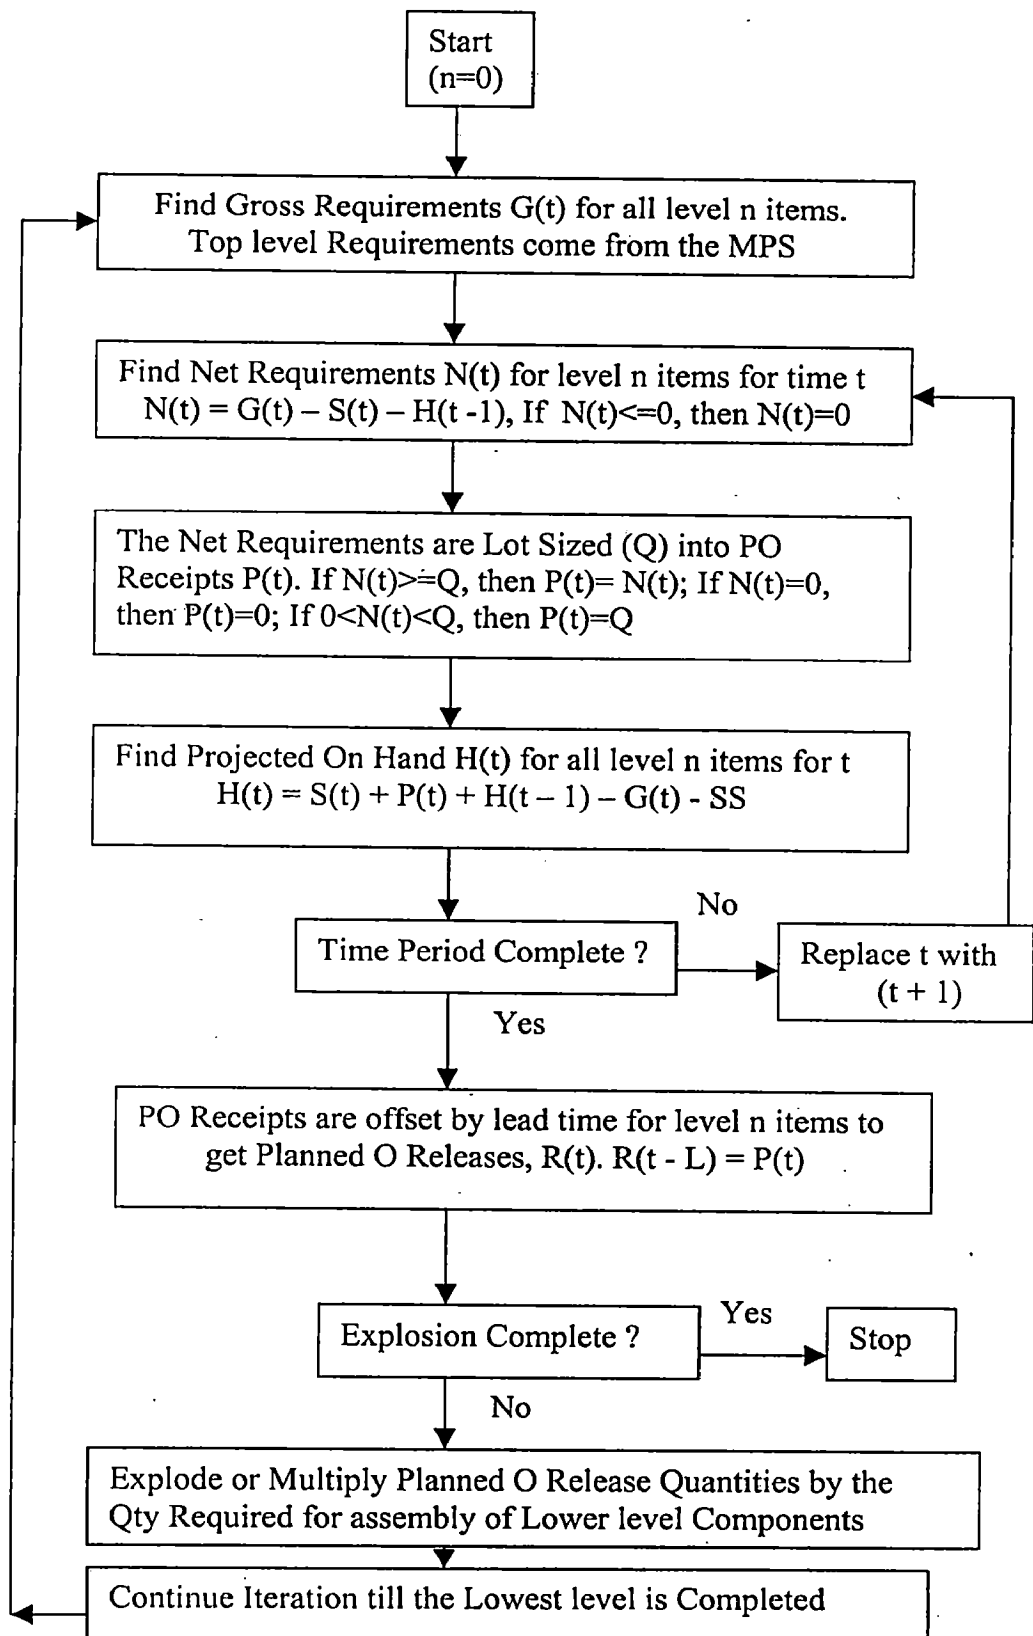 Start
(n=0)
Find Gross Requirements G(t) for all level n items.
Top level Requirements come from the MPS
Find Net Requirements N(t) for level n items for time t
N(t) = G(t) – S(t) – H(t -1), If N(t)<=0, then N(t)=0
The Net Requirements are Lot Sized (Q) into PO
Receipts P(t). If N(t)>=Q, then P(t)= N(t); If N(t)=0,
then P(t)=0; If 0<N(t)<Q, then P(t)=Q
Find Projected On Hand H(t) for all level n items for t
H(t) = S(t) + P(t) + H(t – 1) – G(t) - SS
No
Time Period Complete ?
Replace t with
(t + 1)
Yes
PO Receipts are offset by lead time for level n items to
get Planned O Releases, R(t). R(t - L) = P(t)
Yes
Explosion Complete ?
Stop
No
Explode or Multiply Planned O Release Quantities by the
Qty Required for assembly of Lower level Components
Continue Iteration till the Lowest level is Completed